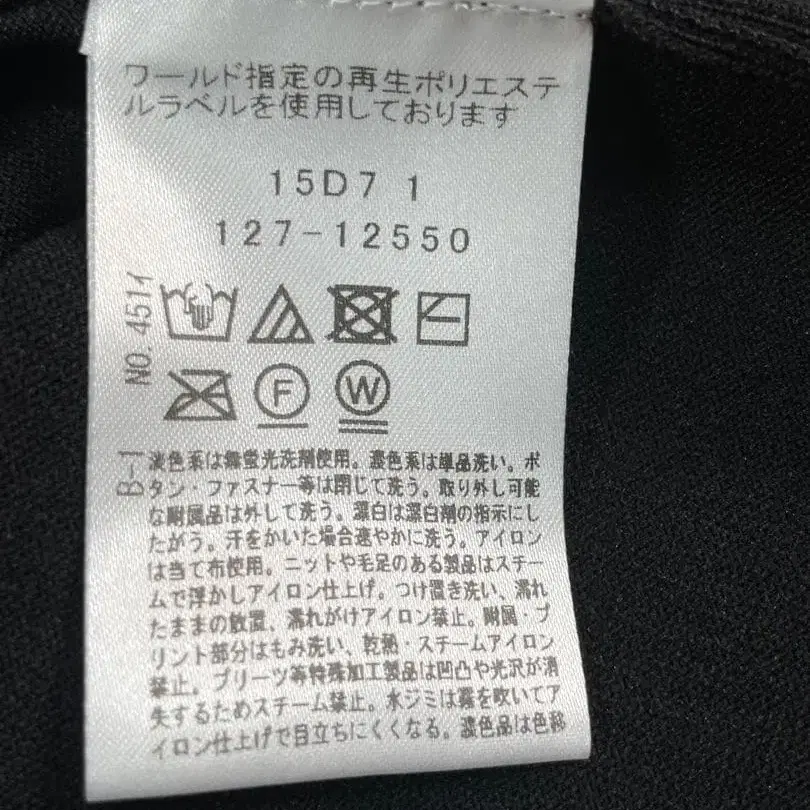 ワールド指定の再生ポリエステ
ルラベルを使用しております
15D7 1
127-12550
NO. 451イ
F
W
B-1
淡色系は無蛍光洗剤使用。濃色系は単品洗い。ボ
タン・ファスナー等は閉じて洗う。取り外し可能
な附属品は外して洗う。漂白は漂白剤の指示にし
たがう。汗をかいた場合速やかに洗う。アイロン
は当て布使用。ニットや毛足のある製品はスチー
ムで浮かしアイロン仕上げ。つけ置き洗い、濡れ
たままの放置、濡れがけアイロン禁止。附属・プ
リント部分はもみ洗い、乾熱・スチームアイロン
禁止。プリーツ等特殊加工製品は凹凸や光沢が消
失するためスチーム禁止。水ジミは霧を吹いてア
イロン仕上げで目立ちにくくなる。濃色品は色移